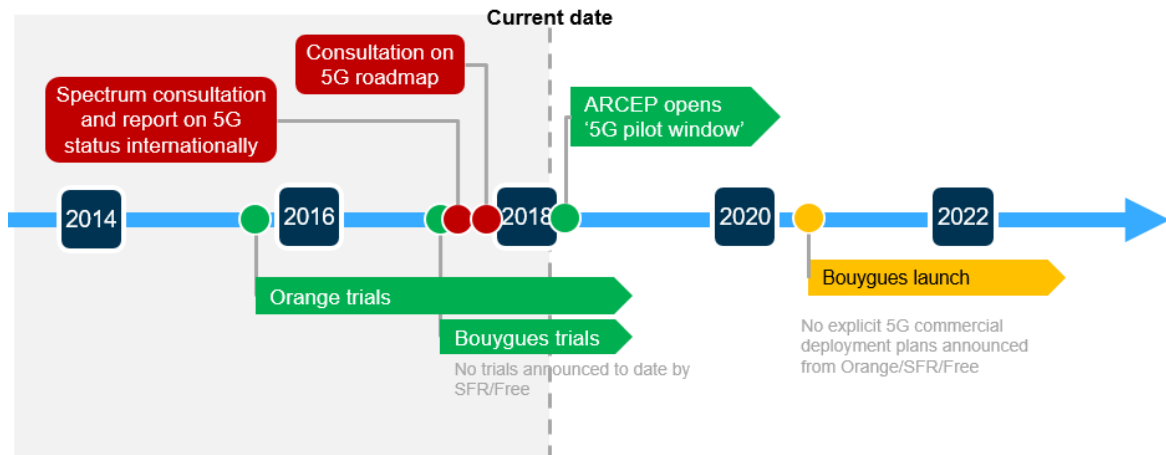 Current date
Consultation on
5G roadmap
Spectrum consultation
and report on 5G
status internationally
ARCEP opens
‘5G pilot window’
2014
2016
2018
2020
2022
Orange trials
Bouygues trials
No trials announced to date by
SFR/Free
Bouygues launch
No explicit 5G commercial
deployment plans announced
from Orange/SFR/Free